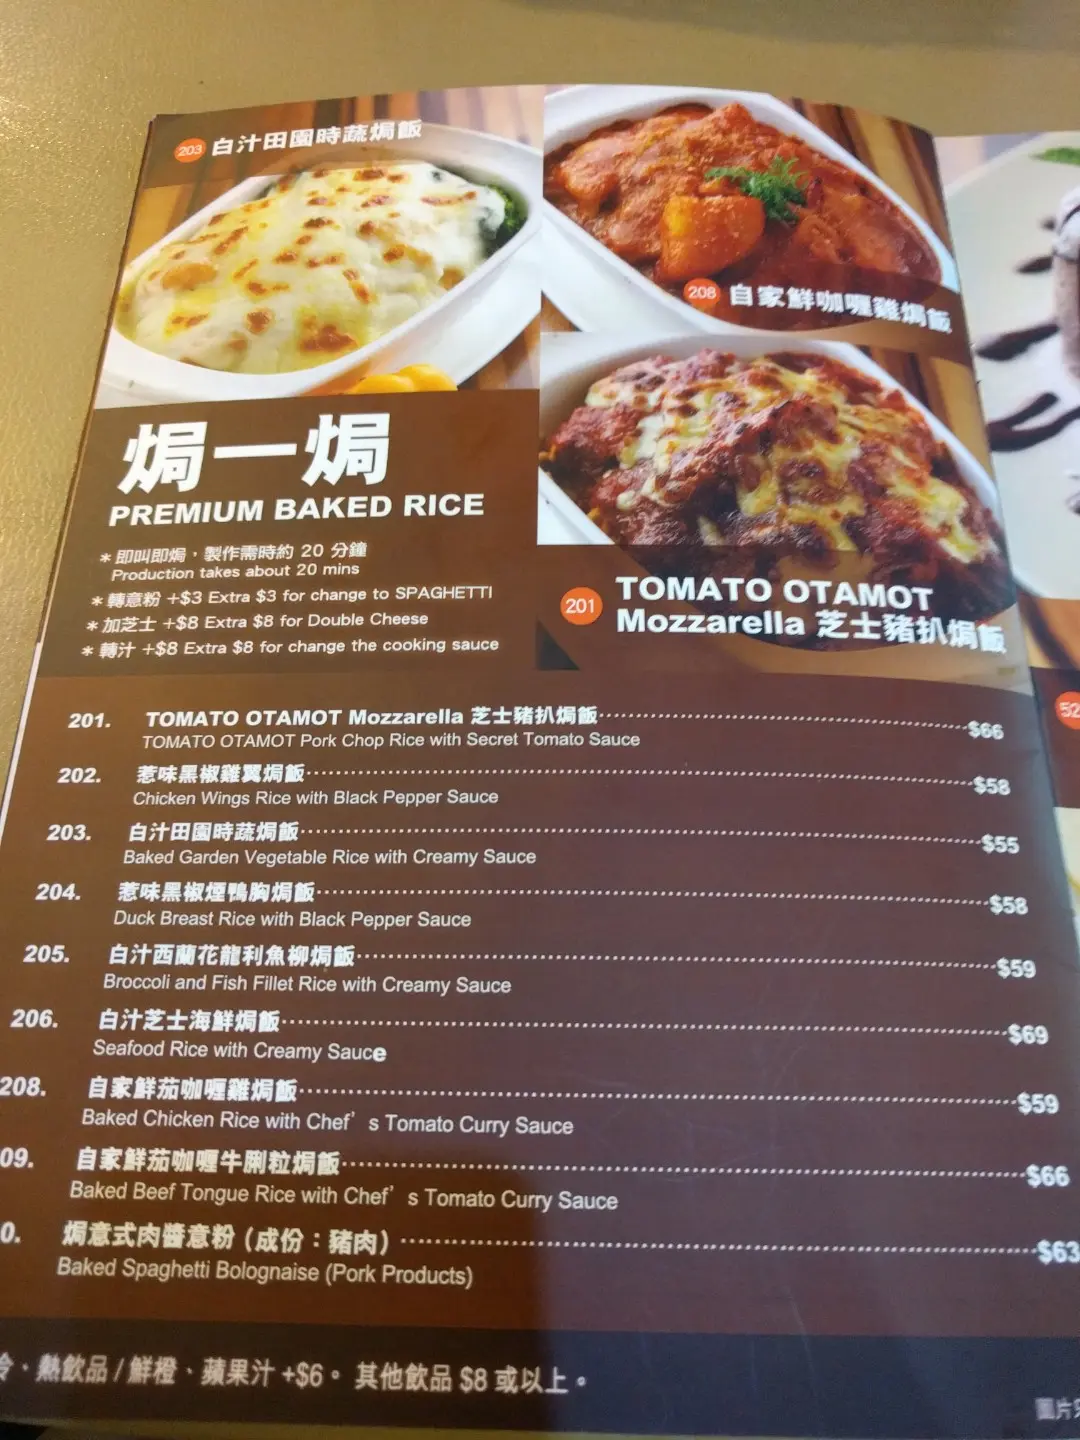 203 白汁田園時蔬焗飯
208 自家鮮咖喱雞焗飯
焗一焗
PREMIUM BAKED RICE
* 即叫即焗，製作需時約 20 分鐘
Production takes about 20 mins
* 轉意粉 +$3 Extra $3 for change to SPAGHETTI
* 加芝士 +$8 Extra $8 for Double Cheese
* 轉汁 +$8 Extra $8 for change the cooking sauce
201 TOMATO OTAMOT
Mozzarella 芝士豬扒焗飯
201. TOMATO OTAMOT Mozzarella 芝士豬扒焗飯 $66
TOMATO OTAMOT Pork Chop Rice with Secret Tomato Sauce
202. 惹味黑椒雞翼焗飯 $58
Chicken Wings Rice with Black Pepper Sauce
203. 白汁田園時蔬焗飯 $55
Baked Garden Vegetable Rice with Creamy Sauce
204. 惹味黑椒煙鴨胸焗飯 $58
Duck Breast Rice with Black Pepper Sauce
205. 白汁西蘭花龍利魚柳焗飯 $59
Broccoli and Fish Fillet Rice with Creamy Sauce
206. 白汁芝士海鮮焗飯 $69
Seafood Rice with Creamy Sauce
208. 自家鮮茄咖喱雞焗飯 $59
Baked Chicken Rice with Chef's Tomato Curry Sauce
09. 自家鮮茄咖喱牛脷粒焗飯 $66
Baked Beef Tongue Rice with Chef's Tomato Curry Sauce
0. 焗意式肉醬意粉 (成份：豬肉) $63
Baked Spaghetti Bolognaise (Pork Products)
52
冷、熱飲品 / 鮮橙、蘋果汁 +$6。 其他飲品 $8 或以上。
圖片